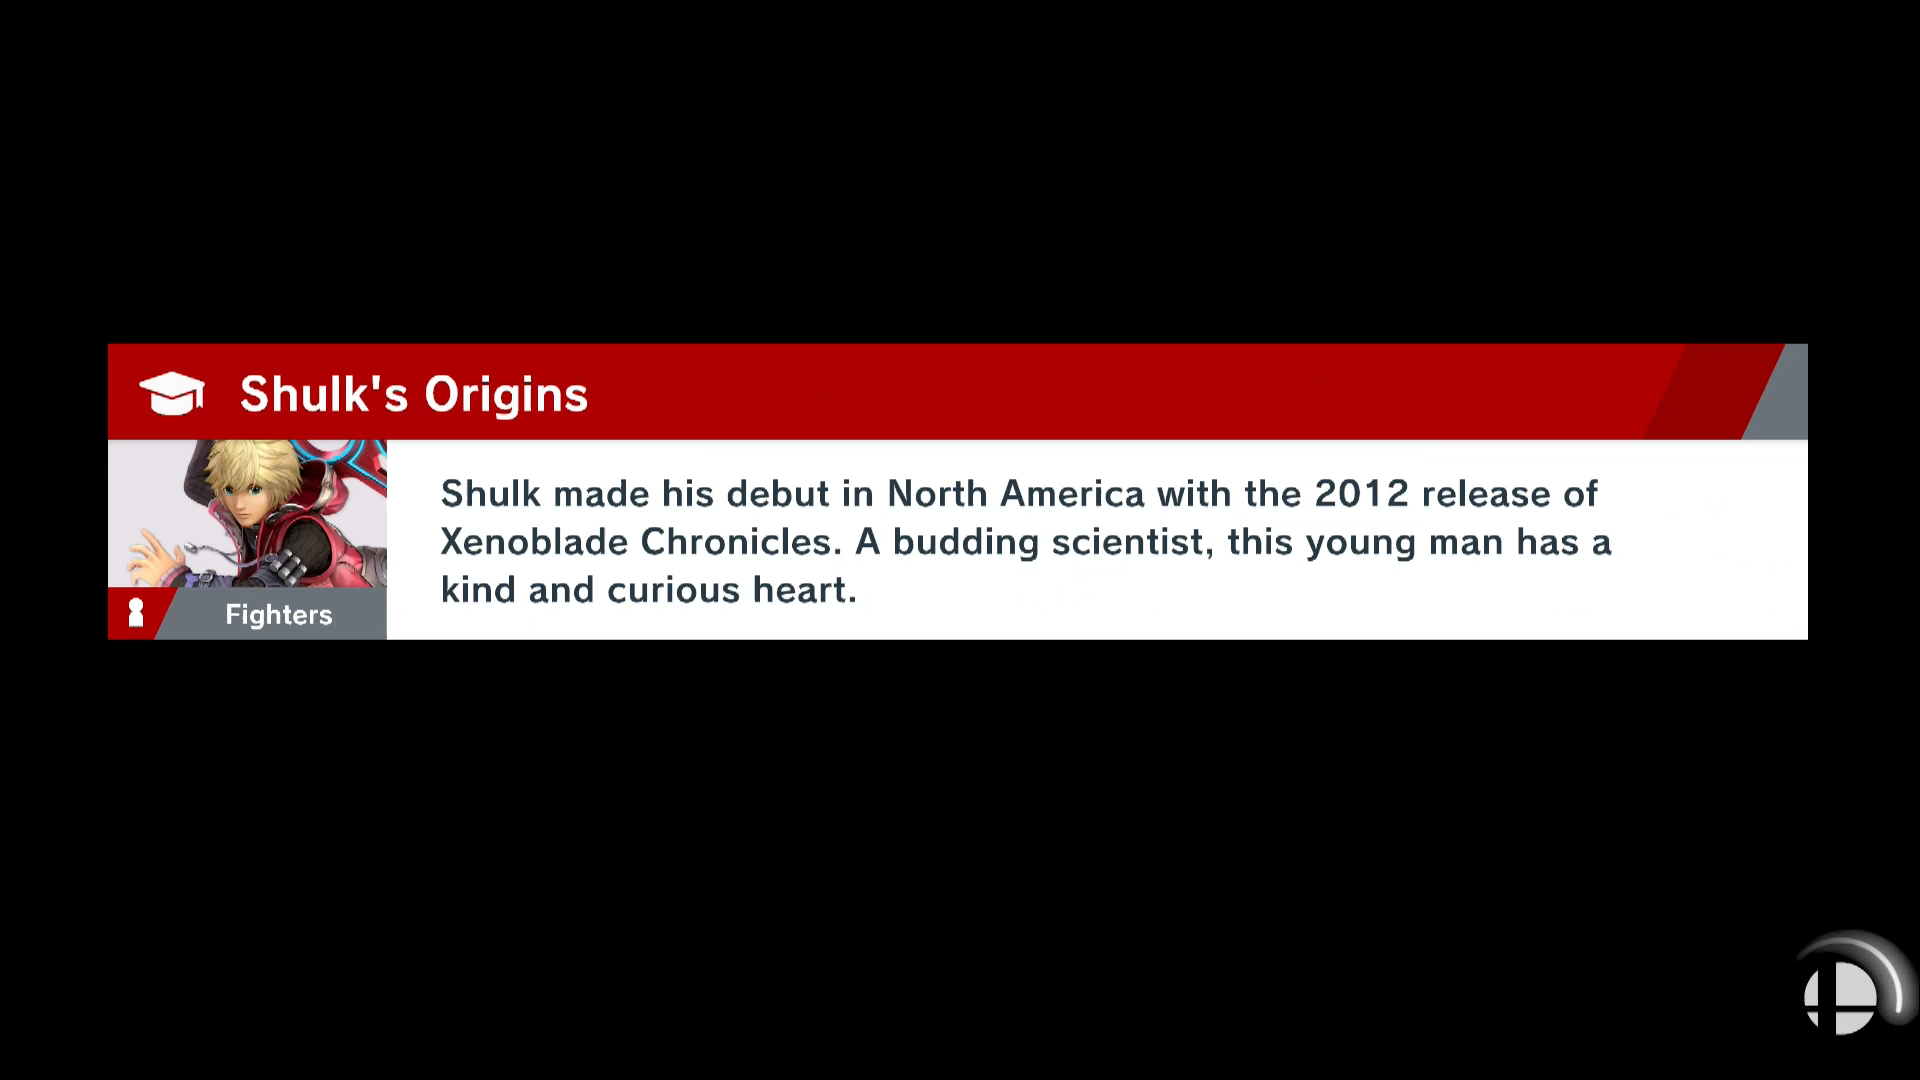 Shulk's Origins
Shulk made his debut in North America with the 2012 release of
Xenoblade Chronicles. A budding scientist, this young man has a
kind and curious heart.
Fighters